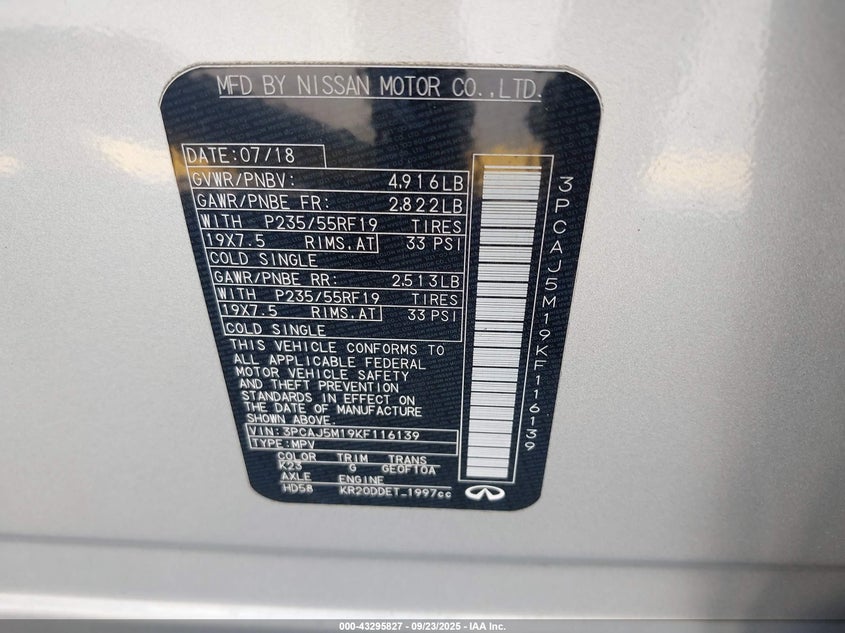 MFD BY NISSAN MOTOR CO.,LTD.
DATE:07/18
GVWR/PNBV: 4,916LB
GAWR/PNBE FR: 2,822LB
WITH P235/55RF19 TIRES
19X7.5 RIMS,AT 33 PSI
COLD SINGLE
GAWR/PNBE RR: 2,513LB
WITH P235/55RF19 TIRES
19X7.5 RIMS,AT 33 PSI
COLD SINGLE
THIS VEHICLE CONFORMS TO
ALL APPLICABLE FEDERAL
MOTOR VEHICLE SAFETY
AND THEFT PREVENTION
STANDARDS IN EFFECT ON
THE DATE OF MANUFACTURE
SHOWN ABOVE.
VIN:3PCAJ5M19KF116139
TYPE:MPV
COLOR TRIM TRANS
K23 G GE0F10A
AXLE ENGINE
HD58 KR20DDET_1997cc
3PCAJ5M19KF116139
000-43295827 - 09/23/2025 - IAA Inc.